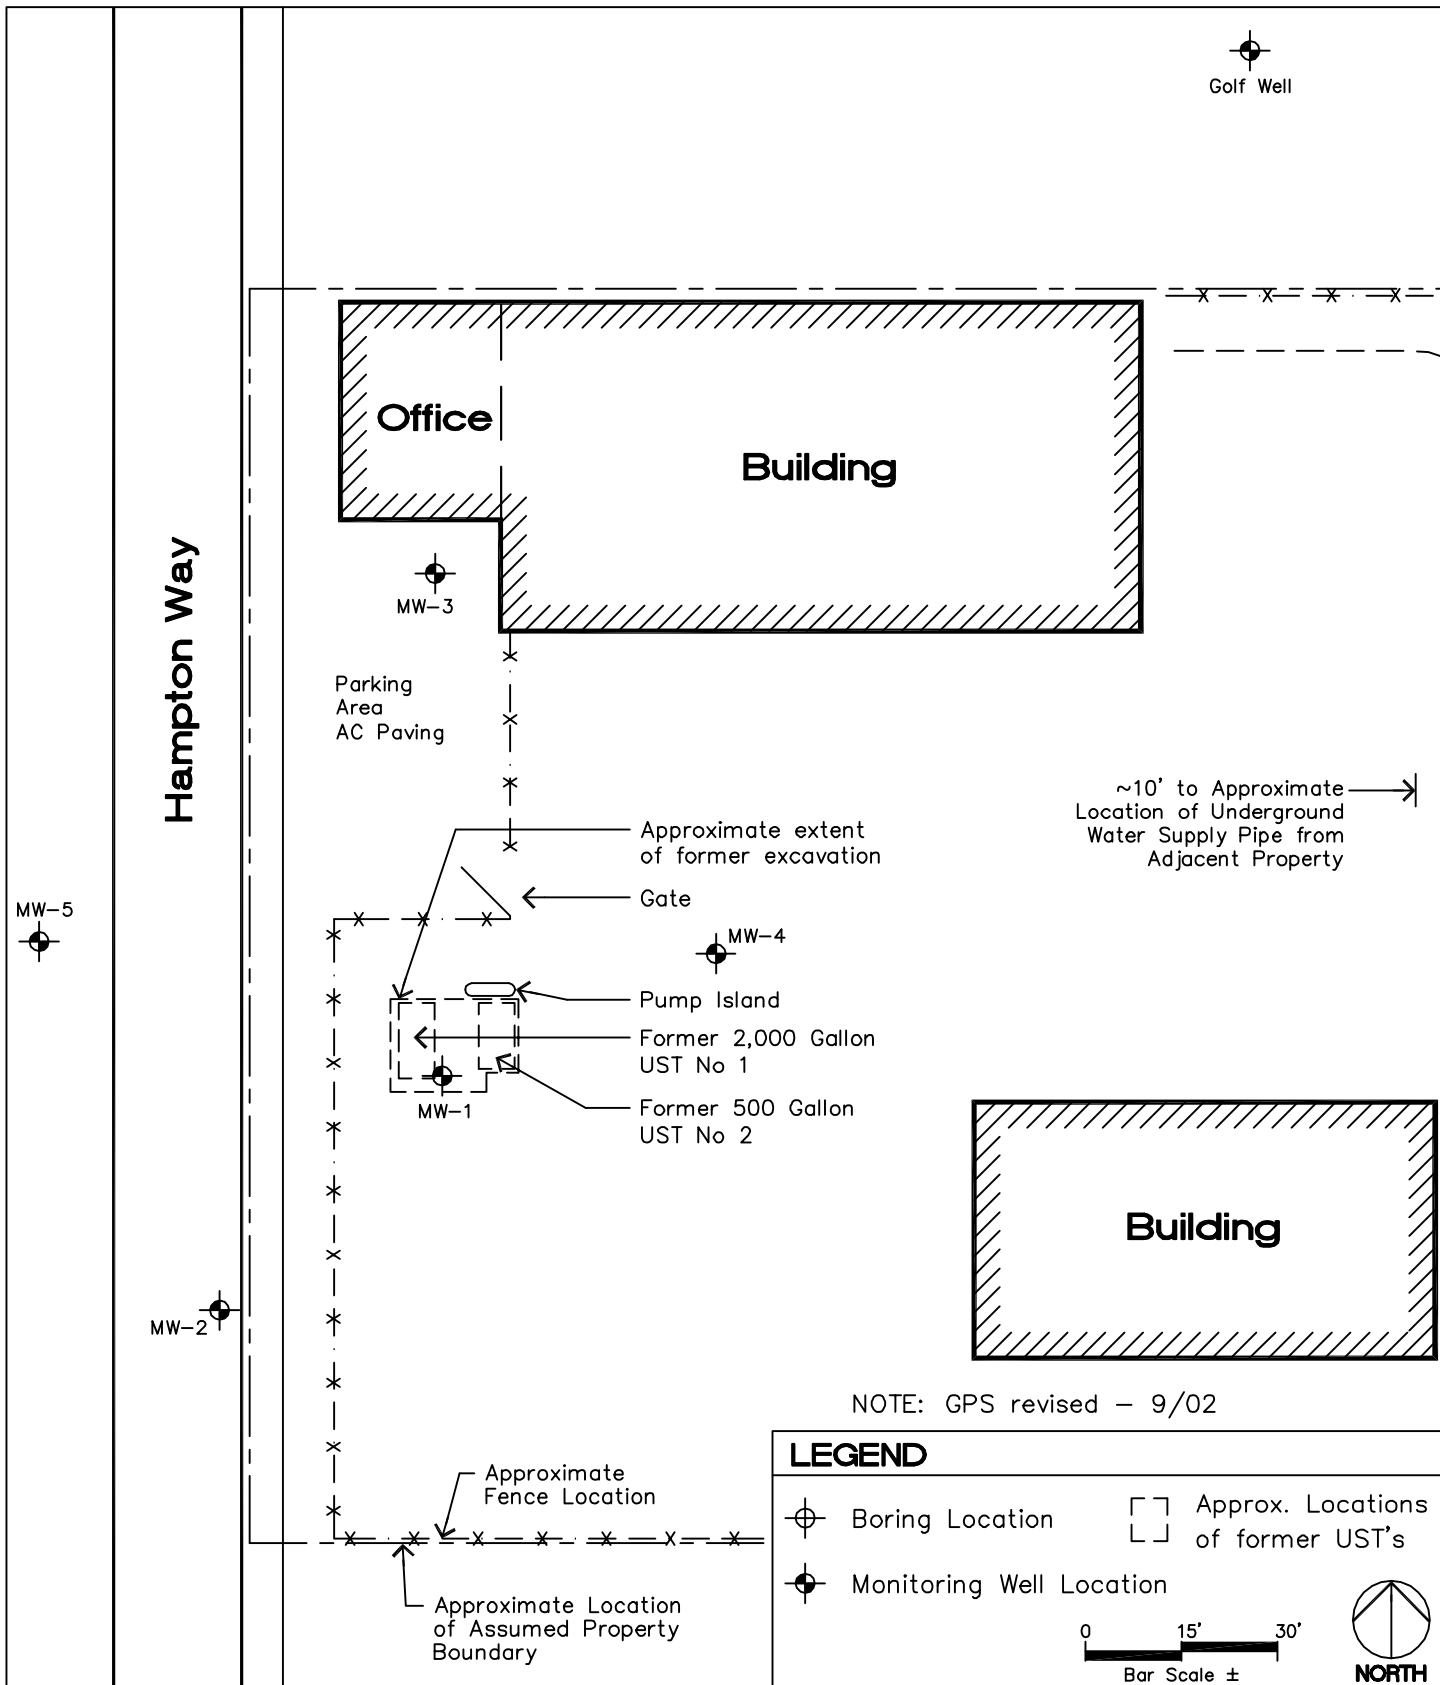 Golf Well
Office
Building
Hampton Way
MW-3
Parking
Area
AC Paving
~10' to Approximate
Location of Underground
Water Supply Pipe from
Adjacent Property
Approximate extent
of former excavation
Gate
MW-5
MW-4
Pump Island
Former 2,000 Gallon
UST No 1
MW-1
Former 500 Gallon
UST No 2
Building
MW-2
NOTE: GPS revised - 9/02
Approximate
Fence Location
Approximate Location
of Assumed Property
Boundary
LEGEND
Boring Location
Approx. Locations
of former UST's
Monitoring Well Location
0 15' 30'
Bar Scale ±
NORTH